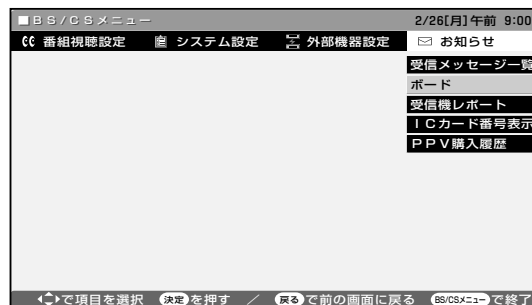 ■BS/CSメニュー 2/26[月]午前 9:00
番組視聴設定 システム設定 外部機器設定 お知らせ
受信メッセージ一覧
ボード
受信機レポート
ICカード番号表示
PPV購入履歴
で項目を選択 決定を押す / 戻るで前の画面に戻る BS/CSメニューで終了